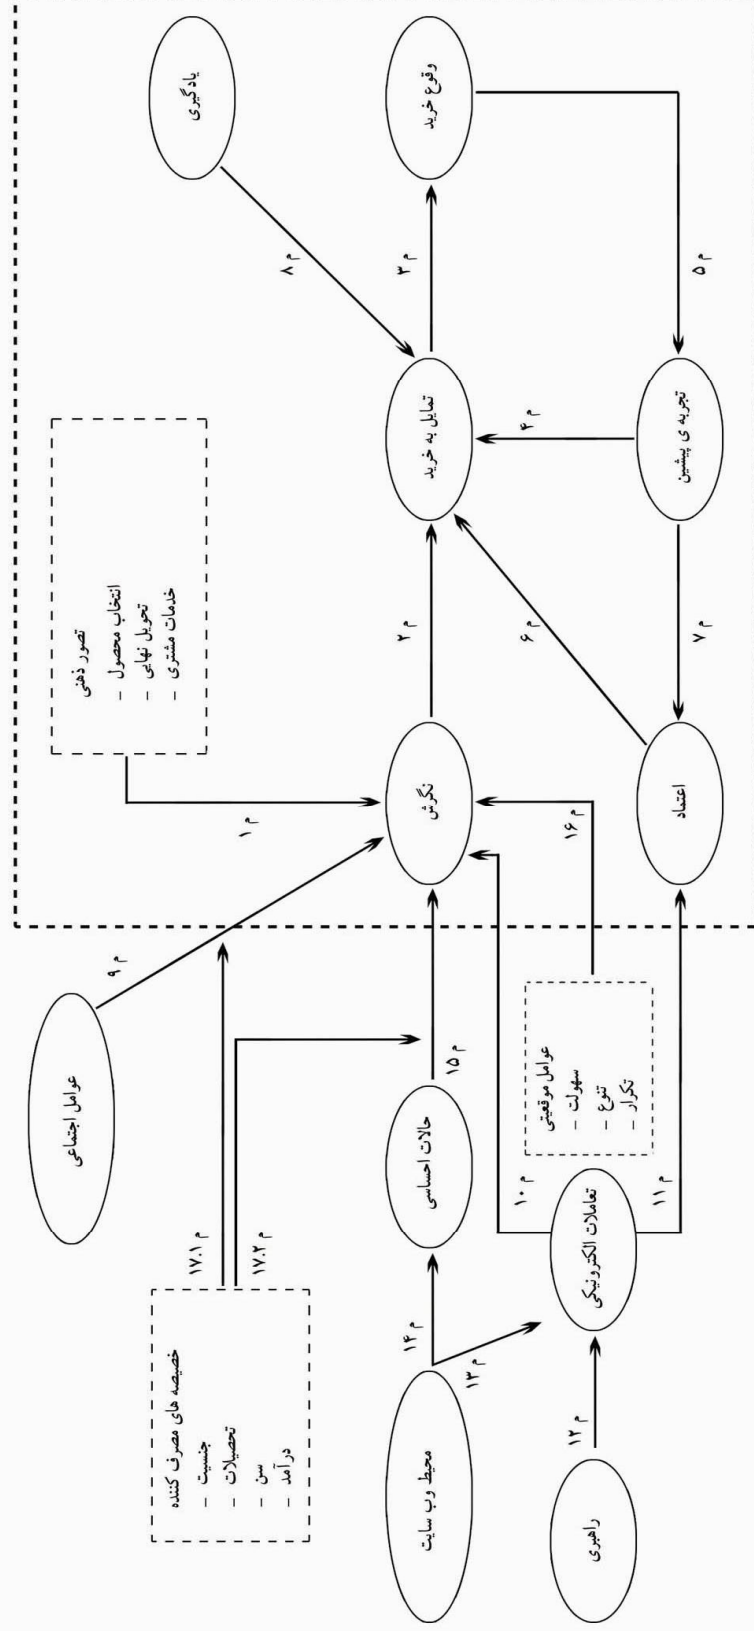 عوامل اجتماعی
م ۹
خصیصه های مصرف کننده
– جنسیت
– تحصیلات
– سن
– درآمد
م ۱۷.۱
م ۱۷.۲
تصور ذهنی
– انتخاب محصول
– تحویل نهایی
– خدمات مشتری
م ۱
یادگیری
م ۸
محیط وب سایت
م ۱۴
م ۱۳
حالات احساسی
م ۱۵
نگرش
م ۲
تمایل به خرید
م ۳
وقوع خرید
راهبری
م ۱۲
تعاملات الکترونیکی
م ۱۰
م ۱۱
عوامل موقعیتی
– سهولت
– تنوع
– تکرار
م ۱۶
م ۶
م ۴
اعتماد
م ۷
تجربه ی پیشین
م ۵